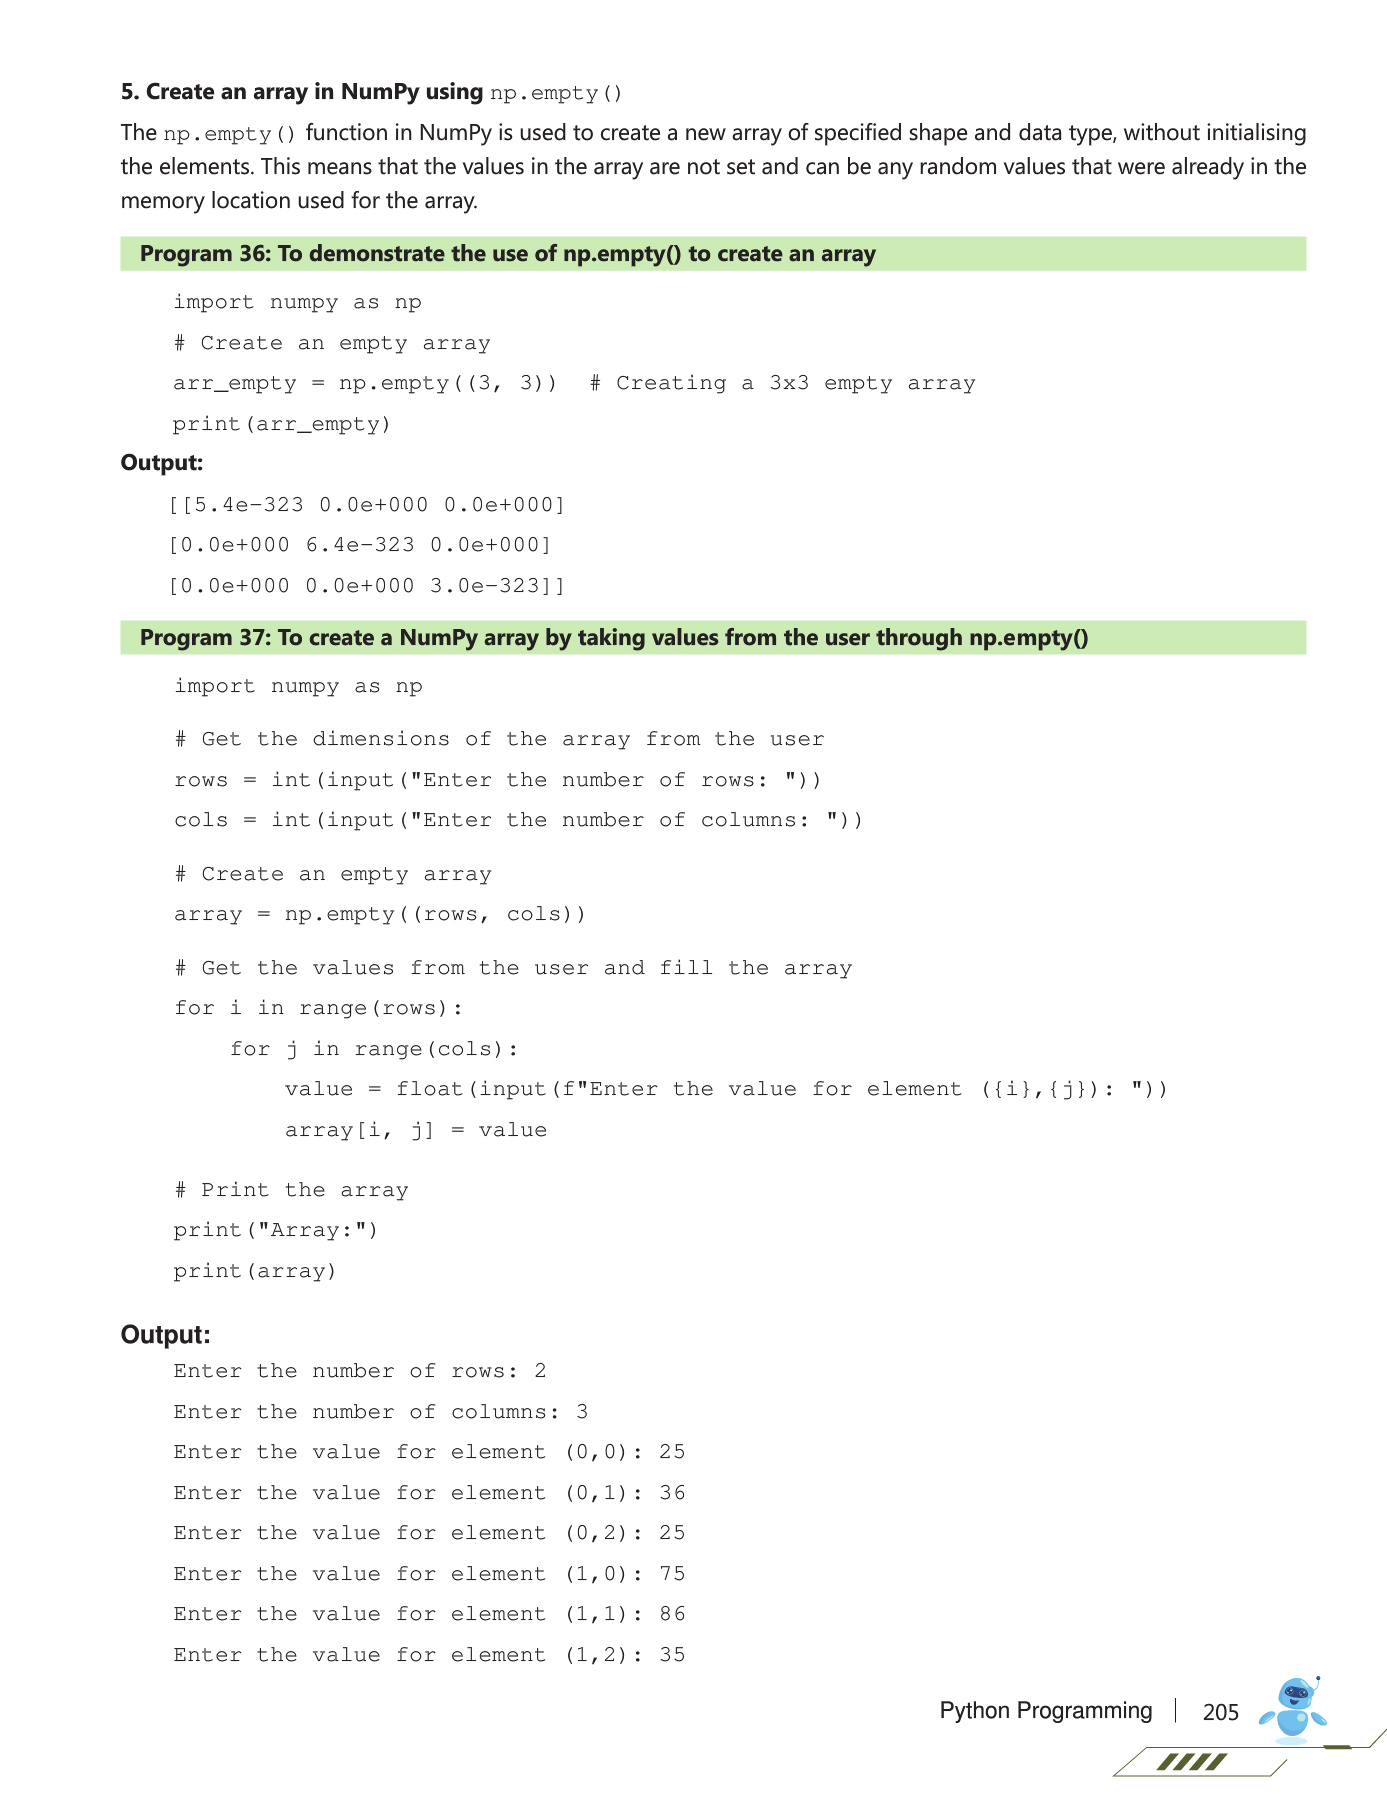 5. Create an array in NumPy using np.empty()
The np.empty() function in NumPy is used to create a new array of specified shape and data type, without initialising
the elements. This means that the values in the array are not set and can be any random values that were already in the
memory location used for the array.
Program 36: To demonstrate the use of np.empty() to create an array
import numpy as np
# Create an empty array
arr_empty = np.empty((3, 3))  # Creating a 3x3 empty array
print(arr_empty)
Output:
[[5.4e-323 0.0e+000 0.0e+000]
[0.0e+000 6.4e-323 0.0e+000]
[0.0e+000 0.0e+000 3.0e-323]]
Program 37: To create a NumPy array by taking values from the user through np.empty()
import numpy as np
# Get the dimensions of the array from the user
rows = int(input("Enter the number of rows: "))
cols = int(input("Enter the number of columns: "))
# Create an empty array
array = np.empty((rows, cols))
# Get the values from the user and fill the array
for i in range(rows):
    for j in range(cols):
        value = float(input(f"Enter the value for element ({i},{j}): "))
        array[i, j] = value
# Print the array
print("Array:")
print(array)
Output:
Enter the number of rows: 2
Enter the number of columns: 3
Enter the value for element (0,0): 25
Enter the value for element (0,1): 36
Enter the value for element (0,2): 25
Enter the value for element (1,0): 75
Enter the value for element (1,1): 86
Enter the value for element (1,2): 35
Python Programming | 205